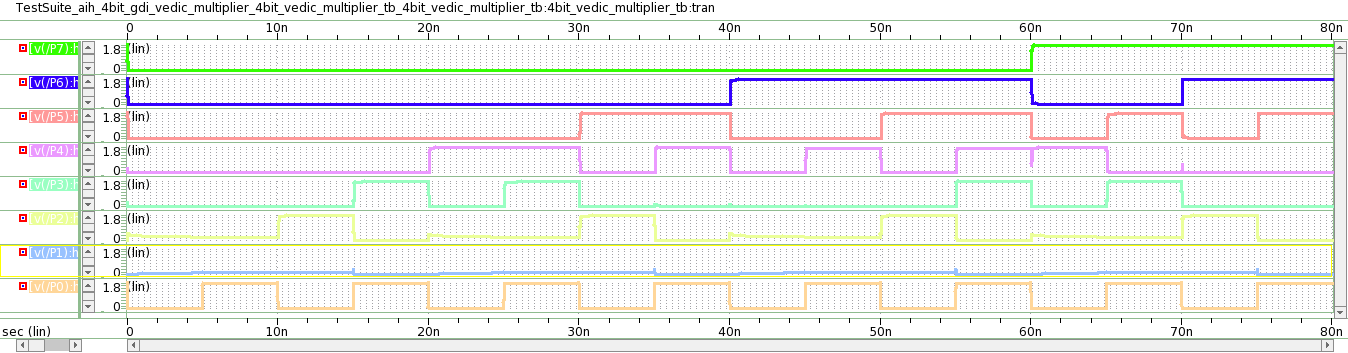 TestSuite_aih_4bit_gdi_vedic_multiplier_4bit_vedic_multiplier_tb_4bit_vedic_multiplier_tb:4bit_vedic_multiplier_tb:tran
0 10n 20n 30n 40n 50n 60n 70n 80n
v(/P7):h 1.8 (lin)
0
v(/P6):h 1.8 (lin)
0
v(/P5):h 1.8 (lin)
0
v(/P4):h 1.8 (lin)
0
v(/P3):h 1.8 (lin)
0
v(/P2):h 1.8 (lin)
0
v(/P1):h 1.8 (lin)
0
v(/P0):h 1.8 (lin)
0
sec (lin) 0 10n 20n 30n 40n 50n 60n 70n 80n